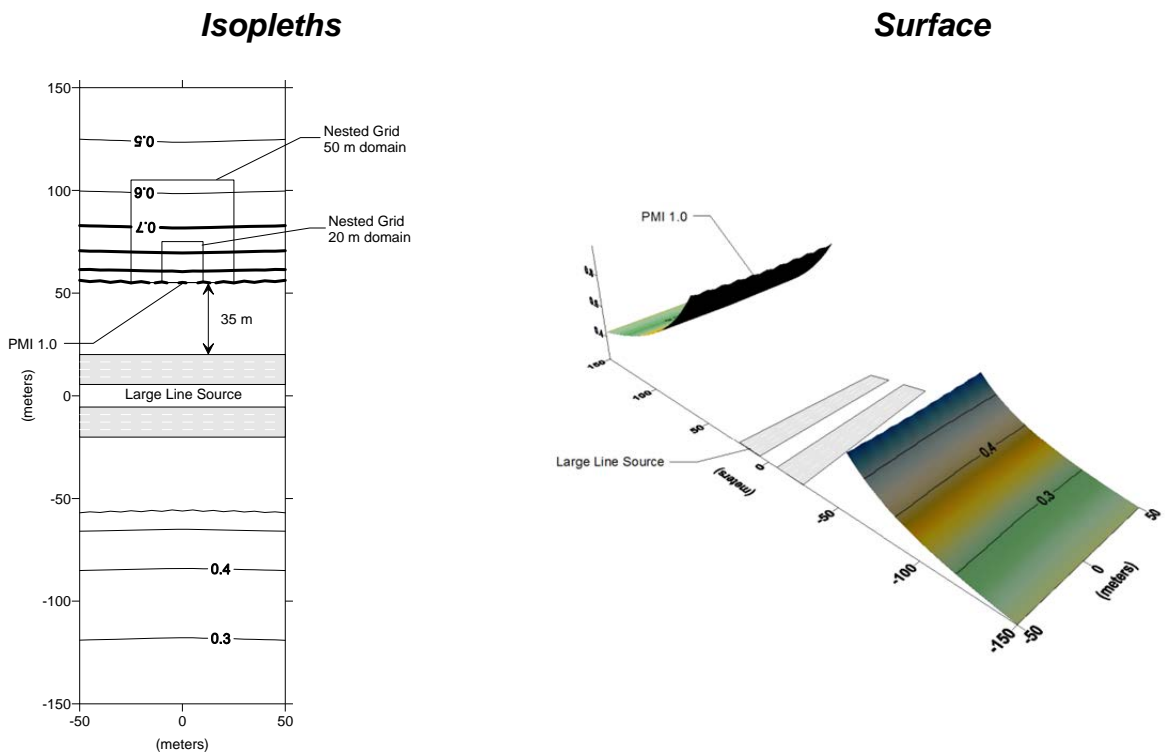 Isopleths
Surface
150
100
50
0
-50
-100
-150
(meters)
-50
0
50
(meters)
0.5
0.6
0.7
Nested Grid
50 m domain
Nested Grid
20 m domain
35 m
PMI 1.0
Large Line Source
0.4
0.3
PMI 1.0
0.4
150
100
50
0
-50
-100
-150
(meters)
Large Line Source
0.4
0.3
-50
0
50
(meters)